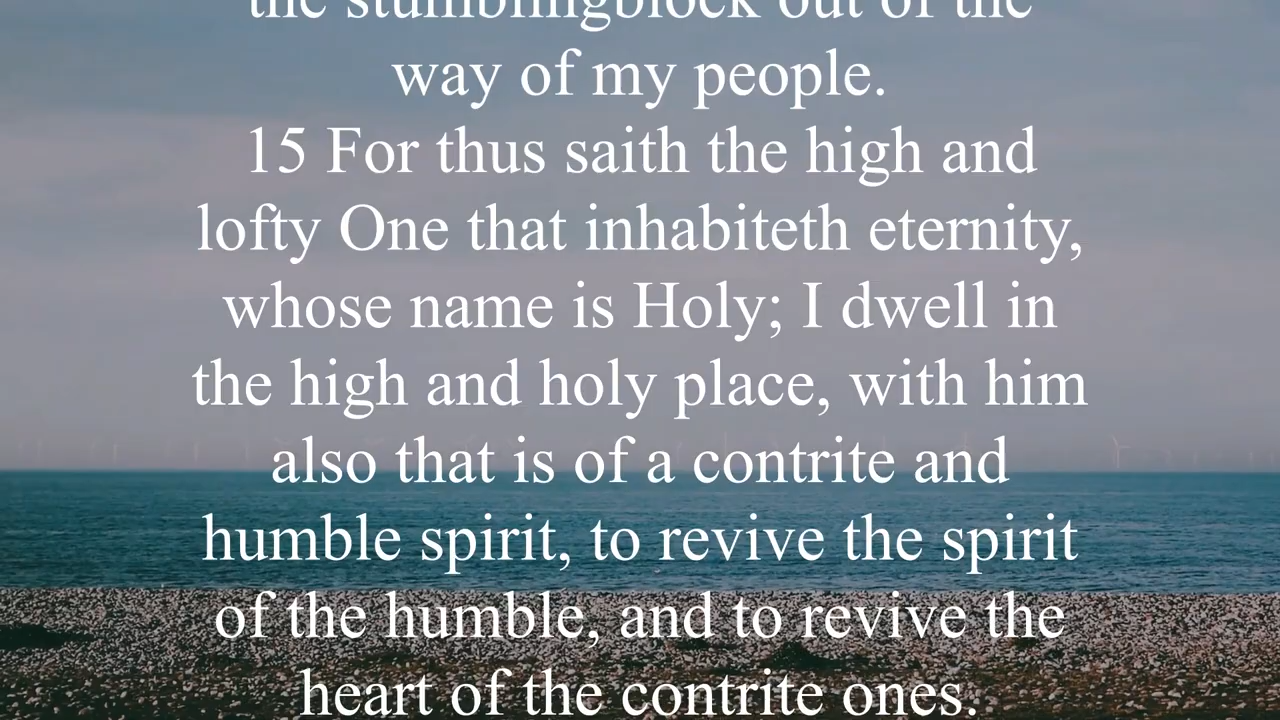 the stumblingblock out of the
way of my people.
15 For thus saith the high and
lofty One that inhabiteth eternity,
whose name is Holy; I dwell in
the high and holy place, with him
also that is of a contrite and
humble spirit, to revive the spirit
of the humble, and to revive the
heart of the contrite ones.